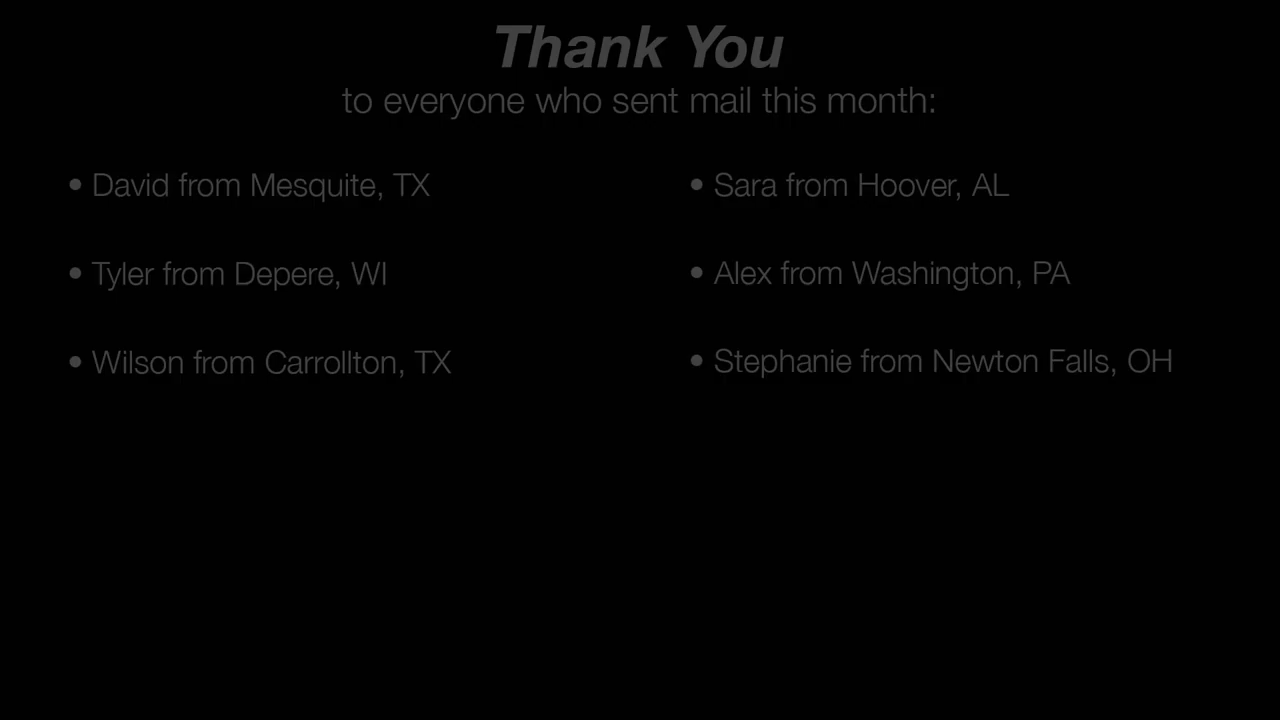 Thank You
to everyone who sent mail this month:
• David from Mesquite, TX
• Tyler from Depere, WI
• Wilson from Carrollton, TX
• Sara from Hoover, AL
• Alex from Washington, PA
• Stephanie from Newton Falls, OH